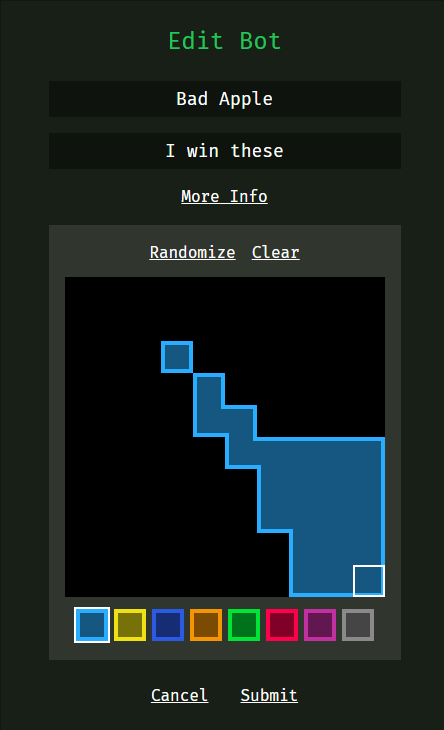 Edit Bot
Bad Apple
I win these
More Info
Randomize Clear
Cancel Submit